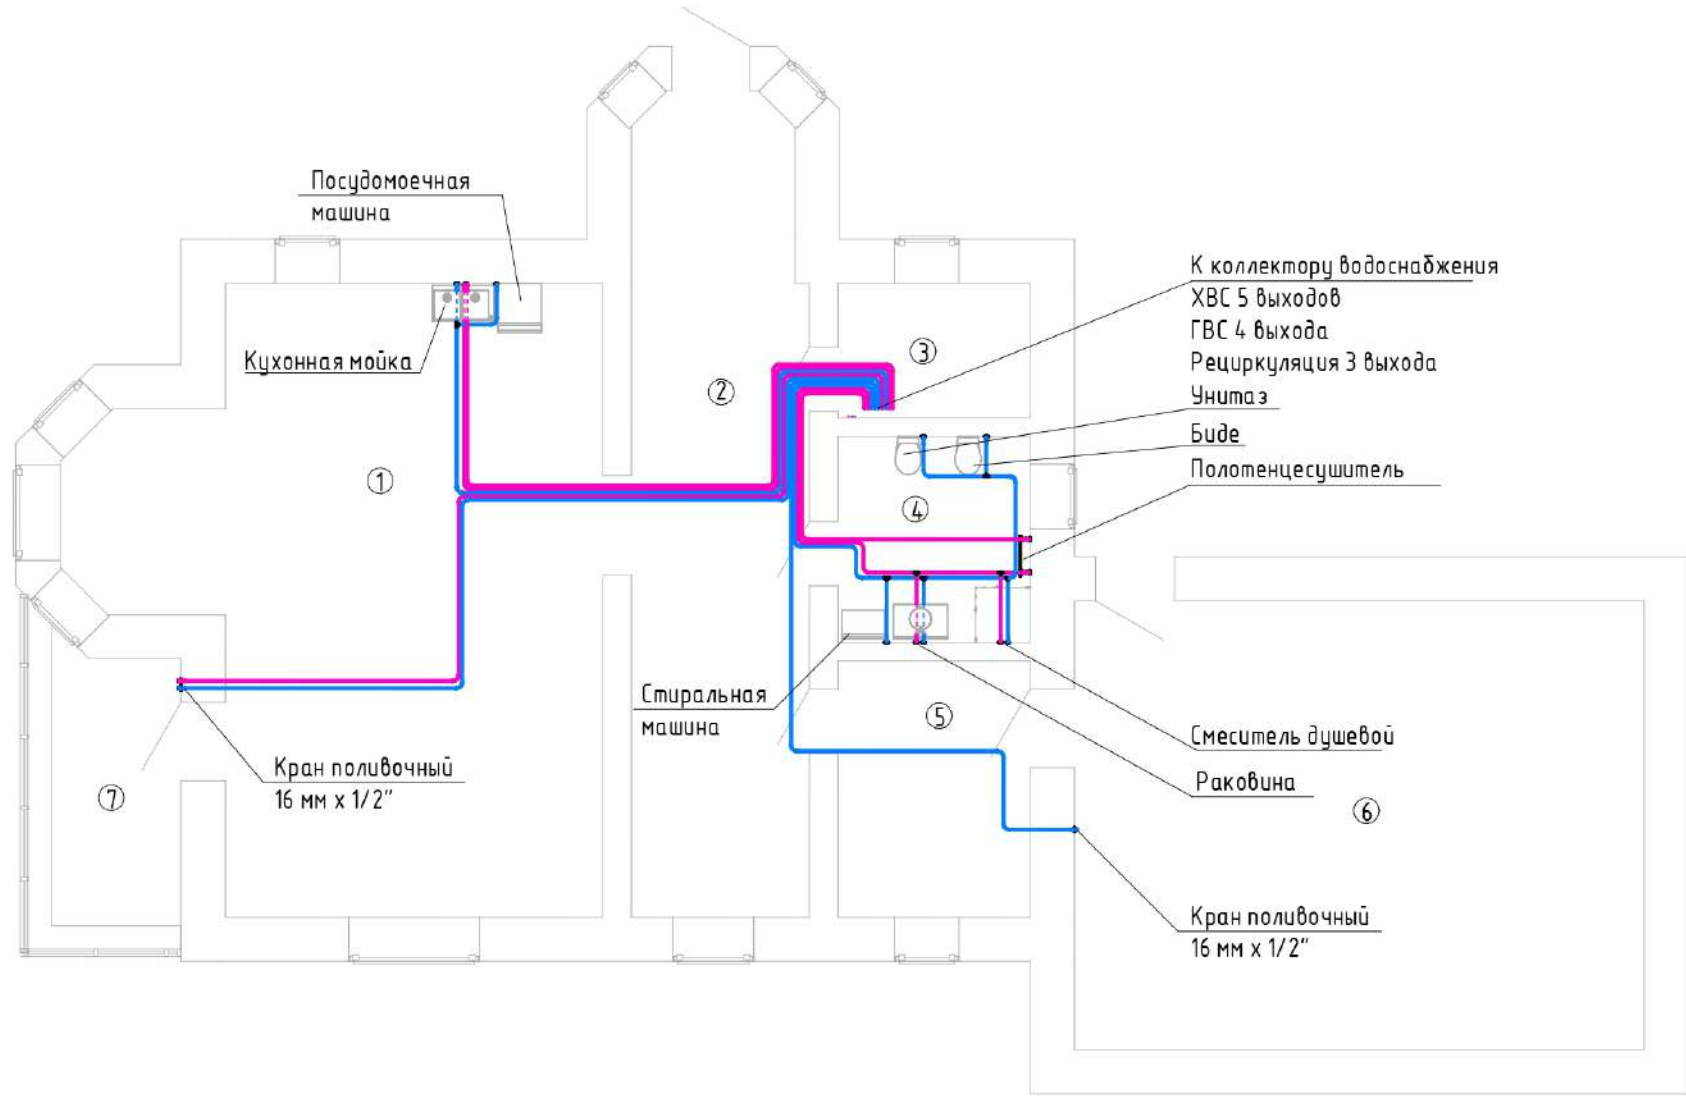 Посудомоечная
машина
К коллектору водоснабжения
ХВС 5 выходов
ГВС 4 выхода
Рециркуляция 3 выхода
Кухонная мойка
3
2
Унитаз
Биде
Полотенцесушитель
1
4
Стиральная
машина
5
Смеситель душевой
Кран поливочный
16 мм х 1/2"
Раковина
7
6
Кран поливочный
16 мм х 1/2"